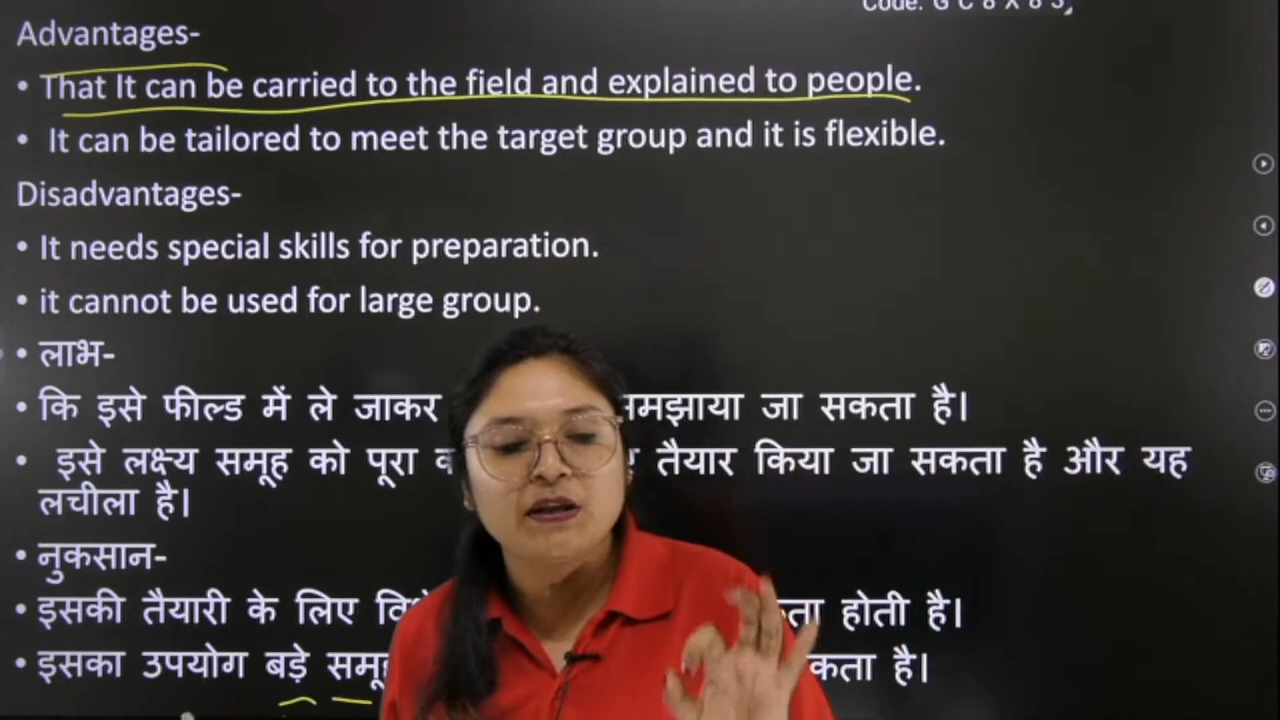 Code: G C 8 X 8 5
Advantages-
• That It can be carried to the field and explained to people.
• It can be tailored to meet the target group and it is flexible.
Disadvantages-
• It needs special skills for preparation.
• it cannot be used for large group.
• लाभ-
• कि इसे फील्ड में ले जाकर जा सकता है।
• इसे लक्ष्य समूह को पूरा तैयार किया जा सकता है और यह
लचीला है।
• नुकसान-
• इसकी तैयारी के लिए होती है।
• इसका उपयोग बड़े है।